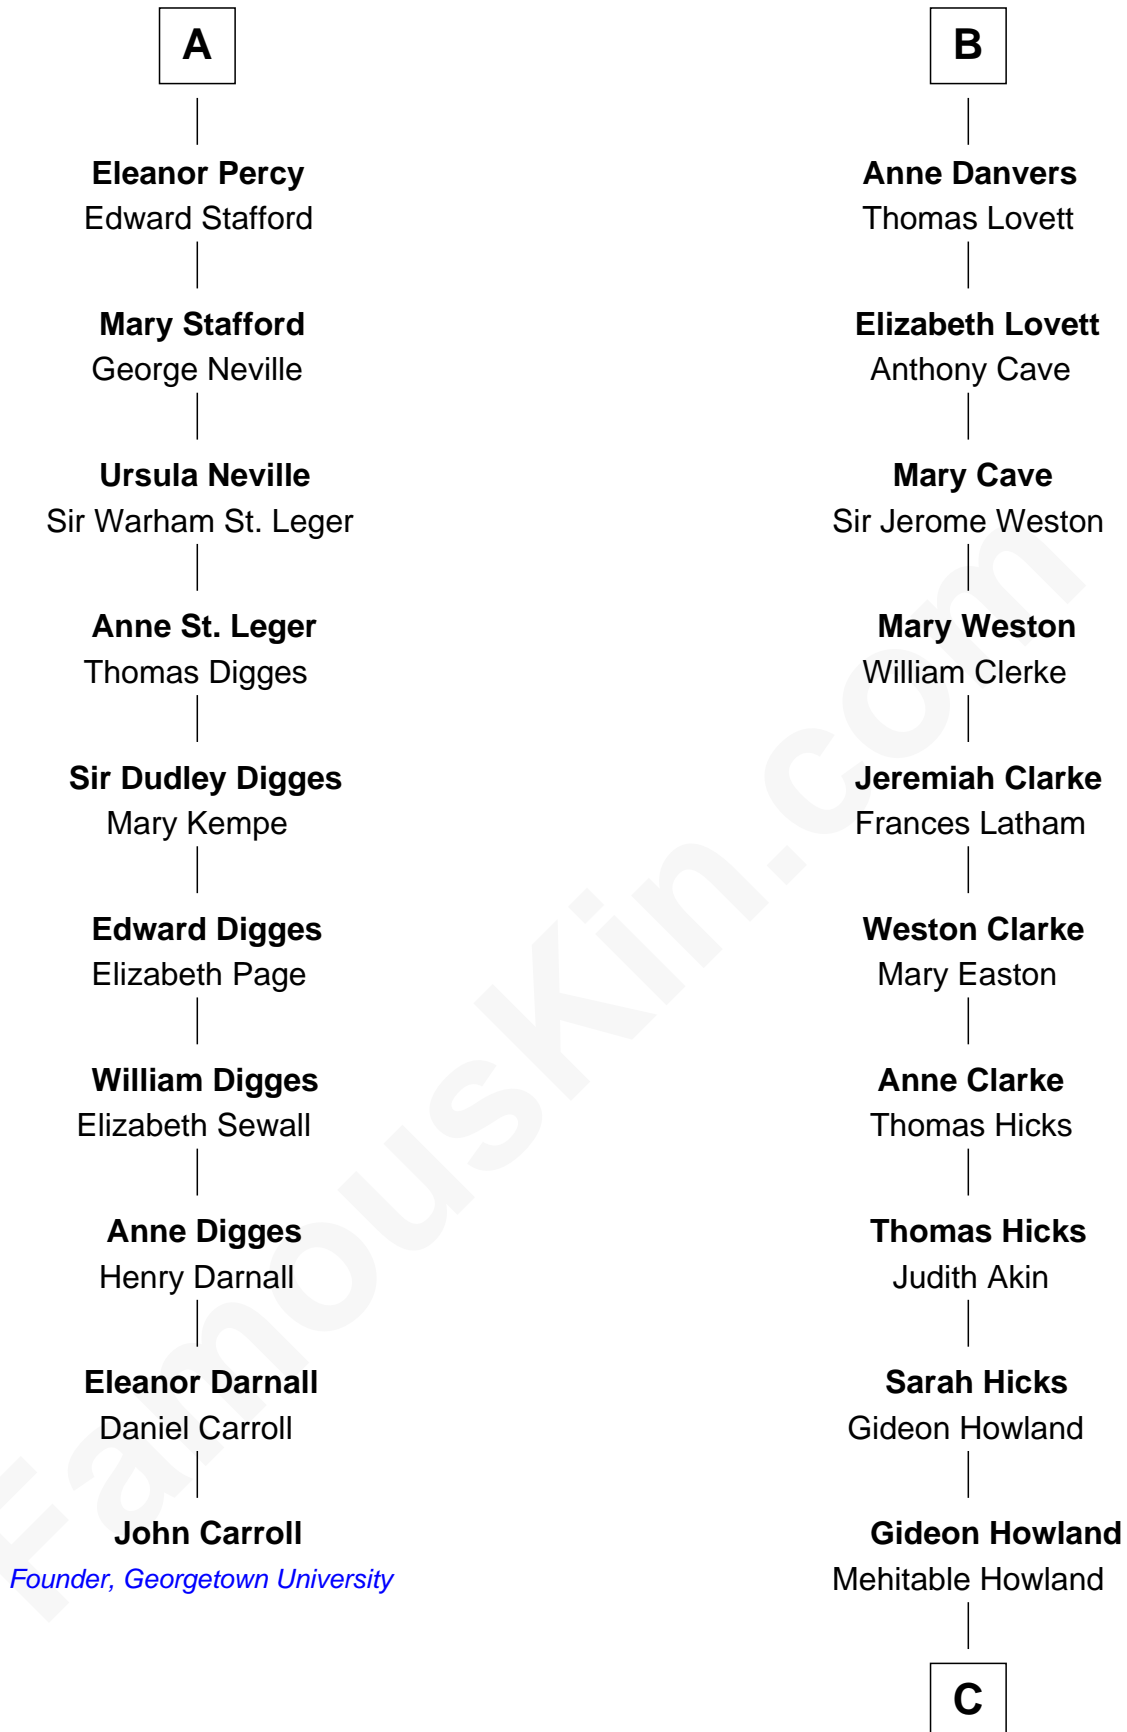 A
Eleanor Percy
Edward Stafford
Mary Stafford
George Neville
Ursula Neville
Sir Warham St. Leger
Anne St. Leger
Thomas Digges
Sir Dudley Digges
Mary Kempe
Edward Digges
Elizabeth Page
William Digges
Elizabeth Sewall
Anne Digges
Henry Darnall
Eleanor Darnall
Daniel Carroll
John Carroll
Founder, Georgetown University
B
Anne Danvers
Thomas Lovett
Elizabeth Lovett
Anthony Cave
Mary Cave
Sir Jerome Weston
Mary Weston
William Clerke
Jeremiah Clarke
Frances Latham
Weston Clarke
Mary Easton
Anne Clarke
Thomas Hicks
Thomas Hicks
Judith Akin
Sarah Hicks
Gideon Howland
Gideon Howland
Mehitable Howland
C
FamousKin.com